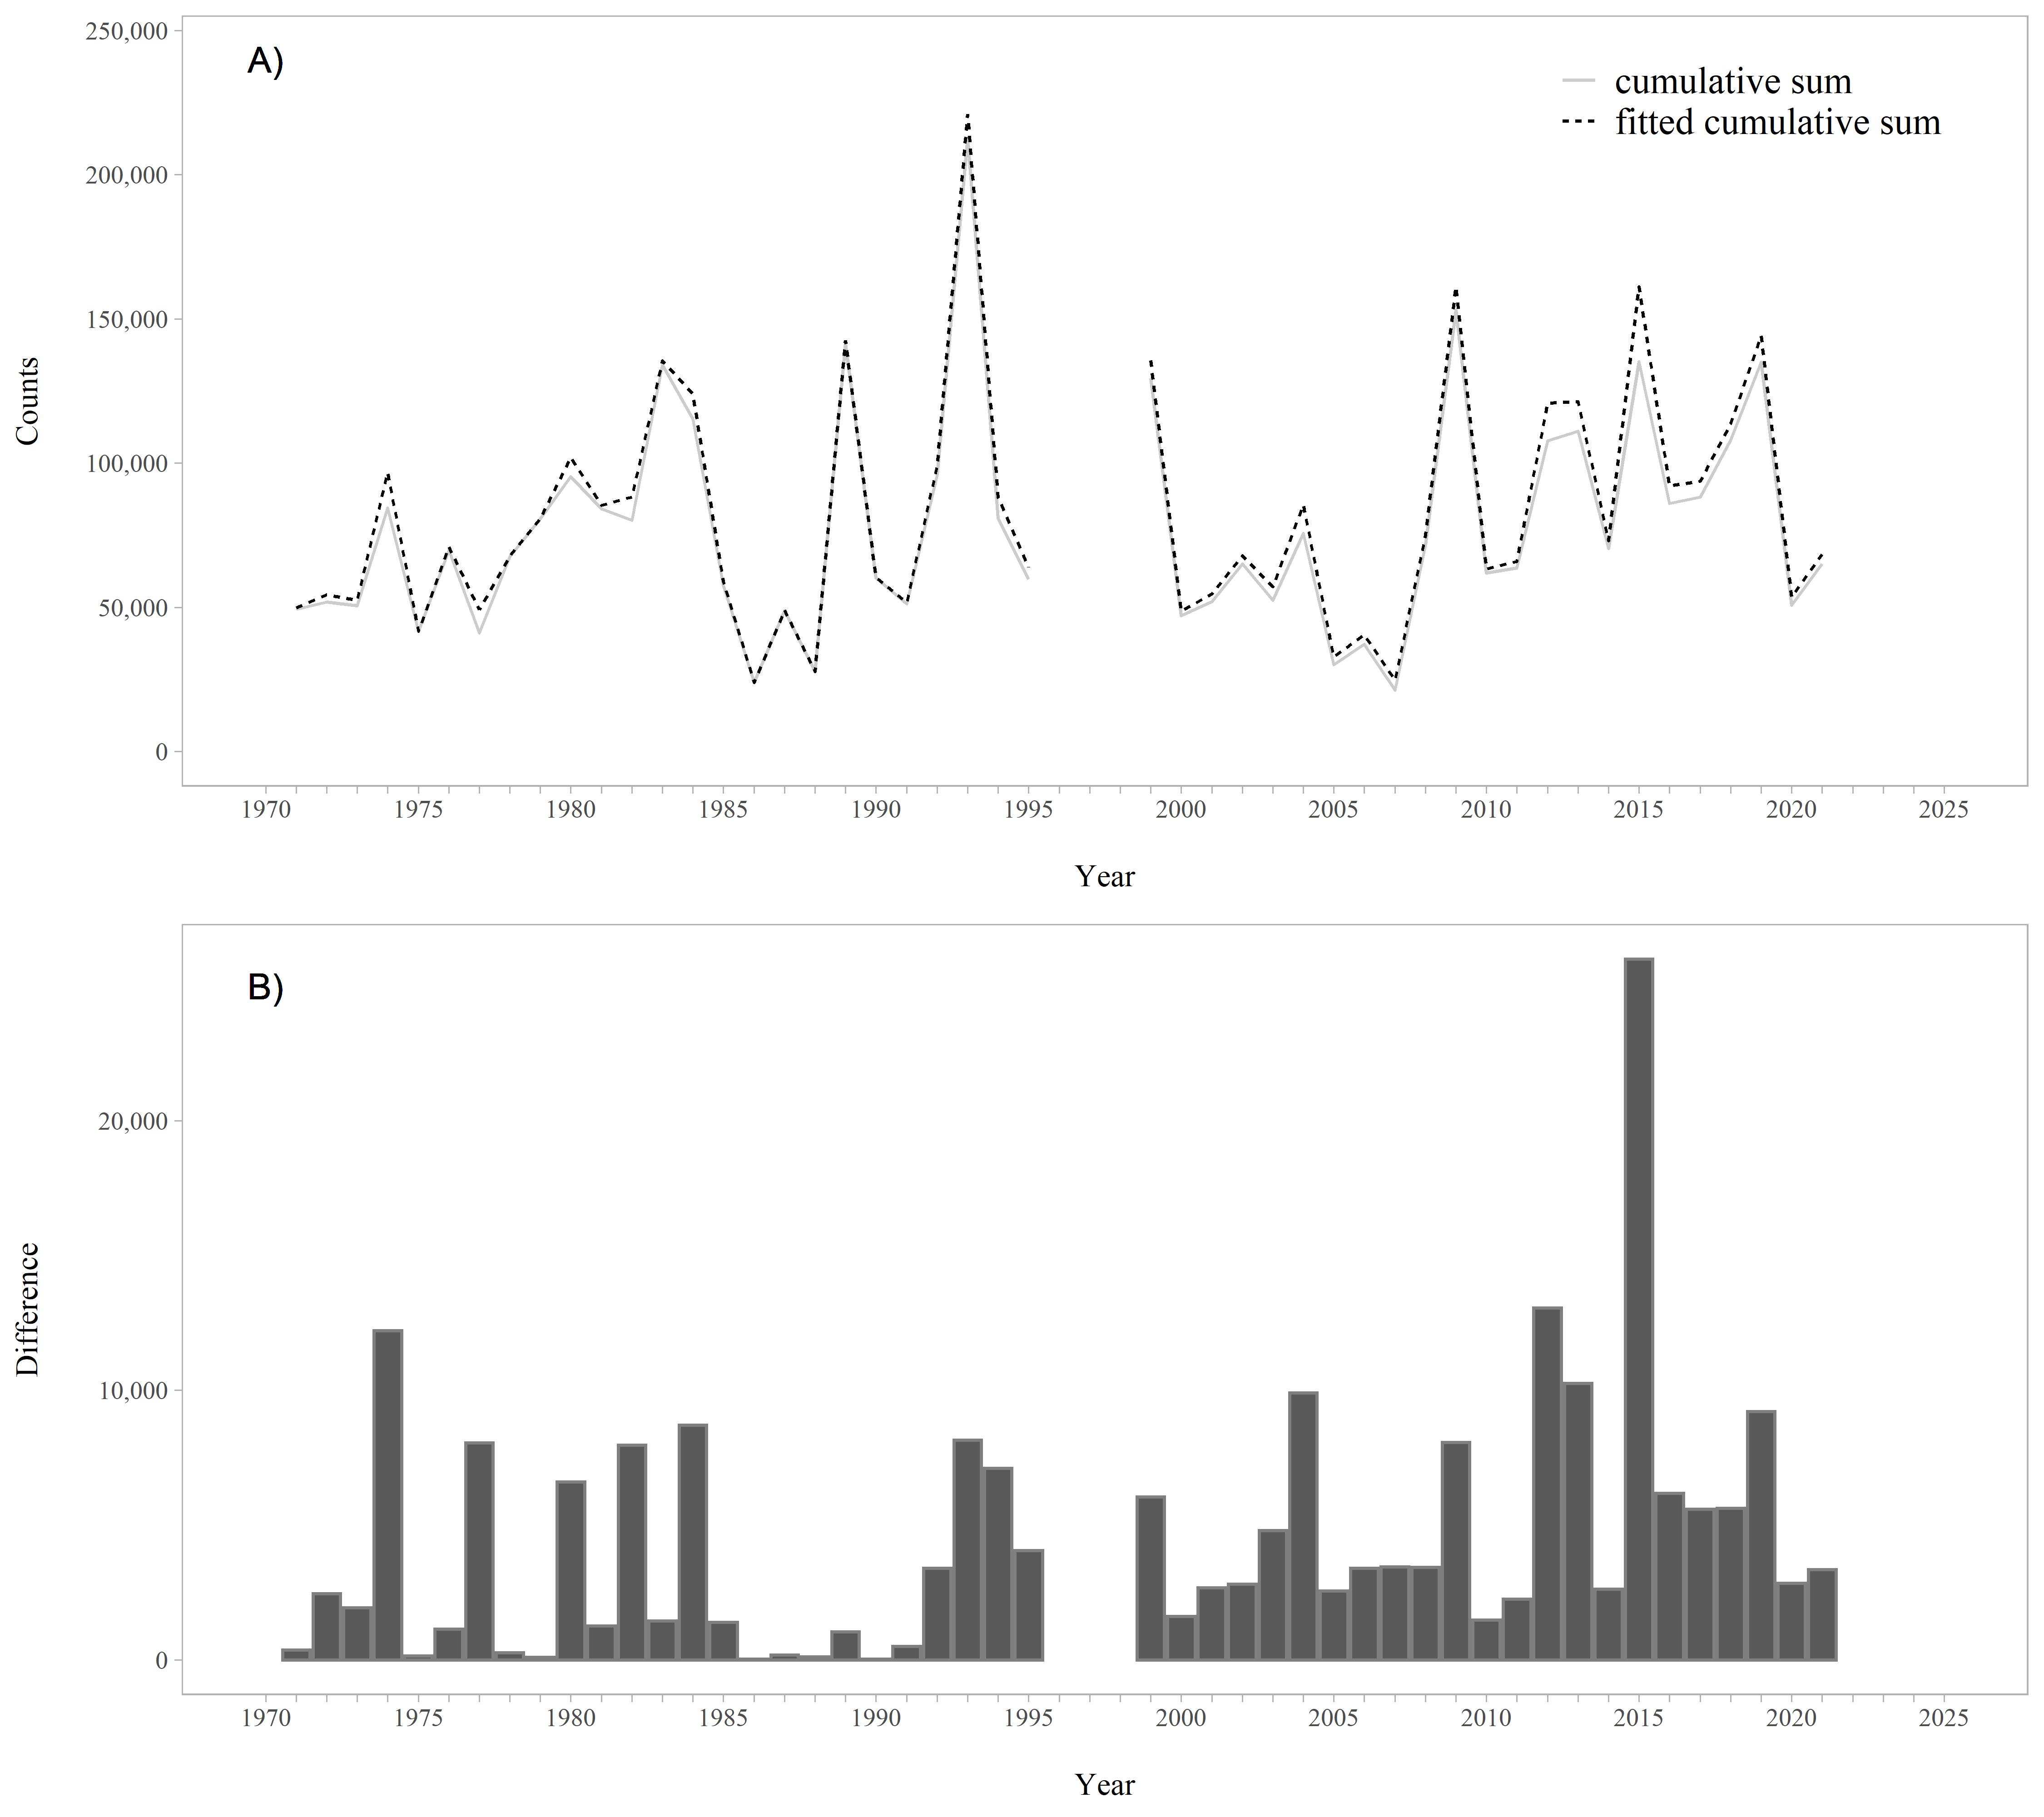 A)
cumulative sum
fitted cumulative sum
Counts
250,000
200,000
150,000
100,000
50,000
0
1970 1975 1980 1985 1990 1995 2000 2005 2010 2015 2020 2025
Year
B)
Difference
20,000
10,000
0
1970 1975 1980 1985 1990 1995 2000 2005 2010 2015 2020 2025
Year